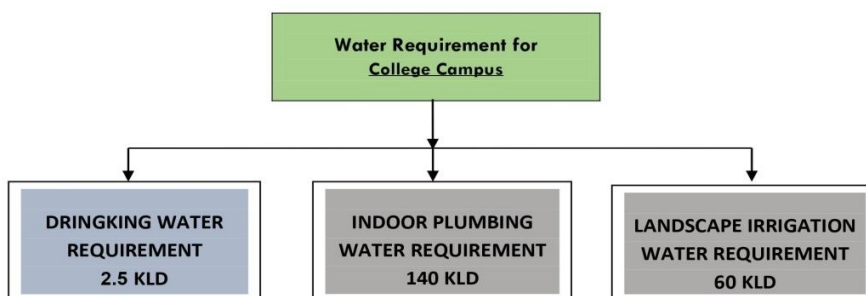 Water Requirement for
College Campus
DRINGKING WATER
REQUIREMENT
2.5 KLD
INDOOR PLUMBING
WATER REQUIREMENT
140 KLD
LANDSCAPE IRRIGATION
WATER REQUIREMENT
60 KLD